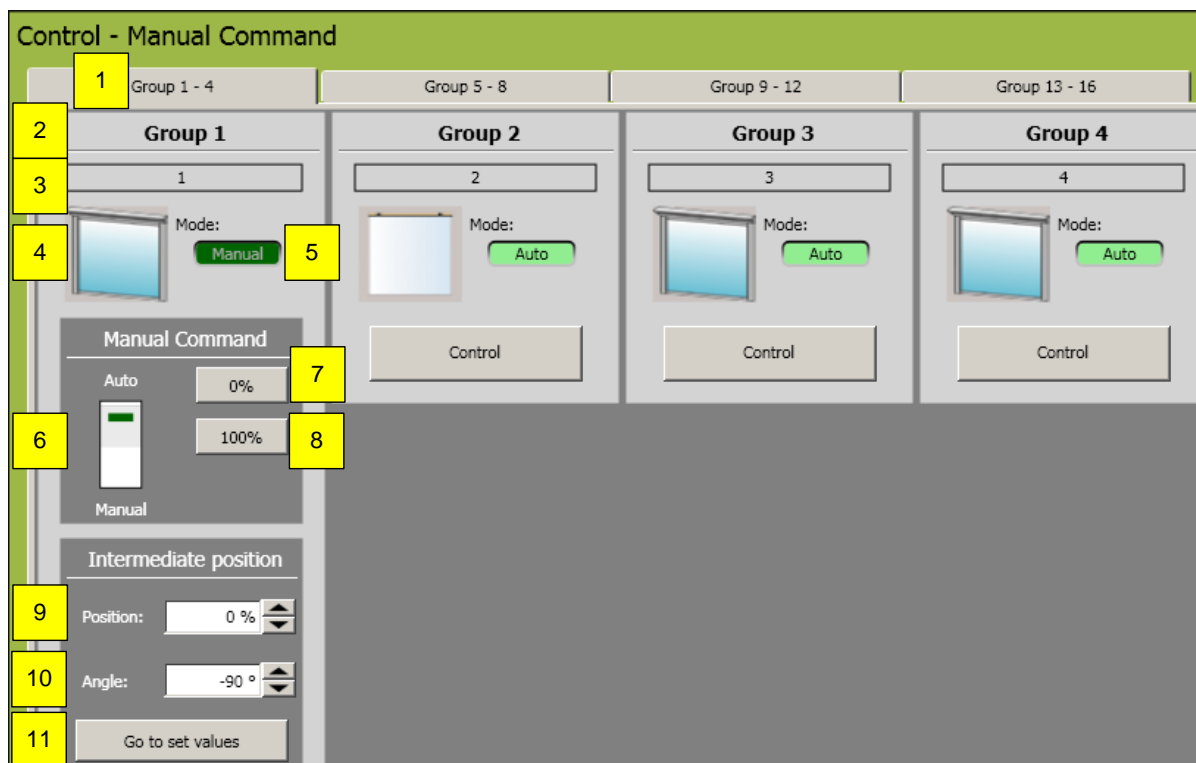 Control - Manual Command
1
Group 1 - 4
Group 5 - 8
Group 9 - 12
Group 13 - 16
2
Group 1
Group 2
Group 3
Group 4
3
1
2
3
4
4
Mode:
Manual
5
Mode:
Auto
Mode:
Auto
Mode:
Auto
Manual Command
Auto
0%
7
Control
Control
Control
6
100%
8
Manual
Intermediate position
9
Position:
0 %
10
Angle:
-90 °
11
Go to set values